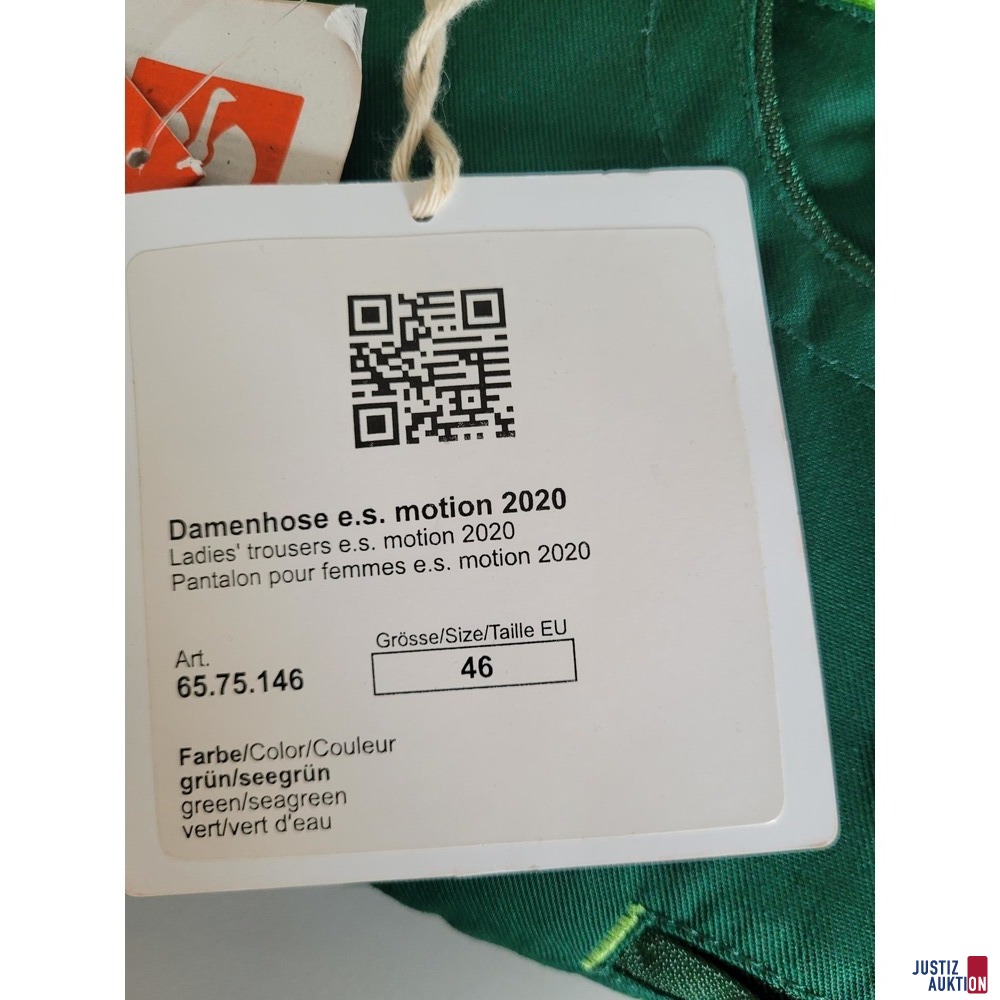 Damenhose e.s. motion 2020
Ladies' trousers e.s. motion 2020
Pantalon pour femmes e.s. motion 2020
Art.
65.75.146
Grösse/Size/Taille EU
46
Farbe/Color/Couleur
grün/seegrün
green/seagreen
vert/vert d'eau
JUSTIZ
AUKTION